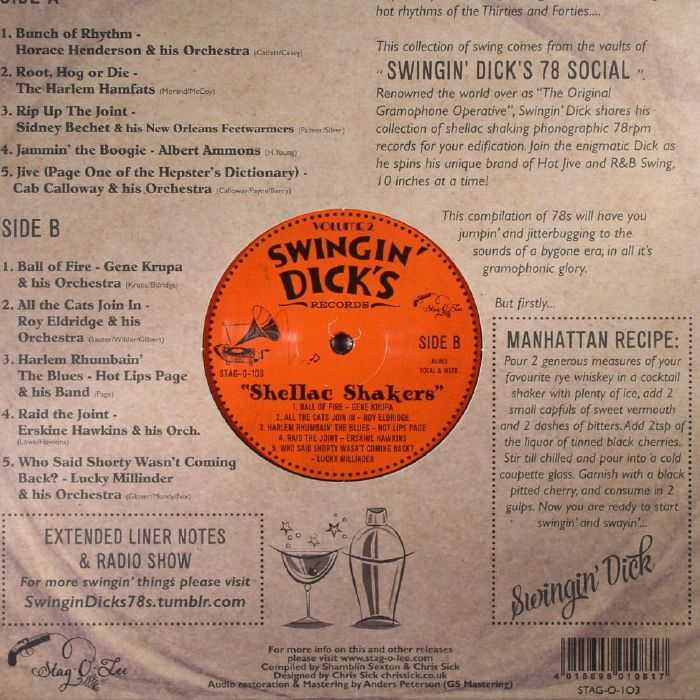 SIDE A
1. Bunch of Rhythm -
Horace Henderson & his Orchestra (Catlett/Casey)
2. Root, Hog or Die -
The Harlem Hamfats (Morand/McCoy)
3. Rip Up The Joint -
Sidney Bechet & his New Orleans Feetwarmers (Palmer/Silver)
4. Jammin' the Boogie - Albert Ammons (H.Young)
5. Jive (Page One of the Hepster's Dictionary) -
Cab Calloway & his Orchestra (Calloway/Payne/Berry)
SIDE B
1. Ball of Fire - Gene Krupa
& his Orchestra (Krupa/Eldridge)
2. All the Cats Join In -
Roy Eldridge & his
Orchestra (Sauter/Wilder/Gilbert)
3. Harlem Rhumbain'
The Blues - Hot Lips Page
& his Band (Page)
4. Raid the Joint -
Erskine Hawkins & his Orch.
(Lowe/Hawkins)
5. Who Said Shorty Wasn't Coming
Back? - Lucky Millinder
& his Orchestra (Glover/Mundy/Nix)
EXTENDED LINER NOTES
& RADIO SHOW
For more swingin' things please visit
SwinginDicks78s.tumblr.com
Stag-O-Lee
hot rhythms of the Thirties and Forties....
This collection of swing comes from the vaults of
"SWINGIN' DICK'S 78 SOCIAL".
Renowned the world over as "The Original
Gramophone Operative", Swingin' Dick shares his
collection of shellac shaking phonographic 78rpm
records for your edification. Join the enigmatic Dick as
he spins his unique brand of Hot Jive and R&B Swing,
10 inches at a time!
This compilation of 78s will have you
jumpin' and jitterbugging to the
sounds of a bygone era, in all it's
gramophonic glory.
But firstly...
VOLUME 2
SWINGIN'
DICK'S
RECORDS
Stag-O-Lee
STAG-O-103
SIDE B
BLUES
VOCAL & INSTR.
"Shellac Shakers"
1. BALL OF FIRE - GENE KRUPA
2. ALL THE CATS JOIN IN - ROY ELDRIDGE
3. HARLEM RHUMBAIN' THE BLUES - HOT LIPS PAGE
4. RAID THE JOINT - ERSKINE HAWKINS
5. WHO SAID SHORTY WASN'T COMING BACK?
- LUCKY MILLINDER
MANHATTAN RECIPE:
Pour 2 generous measures of your
favourite rye whiskey in a cocktail
shaker with plenty of ice, add 2
small capfuls of sweet vermouth
and 2 dashes of bitters. Add 2tsp of
the liquor of tinned black cherries.
Stir till chilled and pour into a cold
coupette glass. Garnish with a black
pitted cherry, and consume in 2
gulps. Now you are ready to start
swingin' and swayin'...
Swingin' Dick
For more info on this and other releases
please visit www.stag-o-lee.com
Compiled by Shamblin Sexton & Chris Sick
Designed by Chris Sick chrissick.co.uk
Audio restoration & Mastering by Anders Peterson (GS Mastering)
4 015698 010817
STAG-O-103